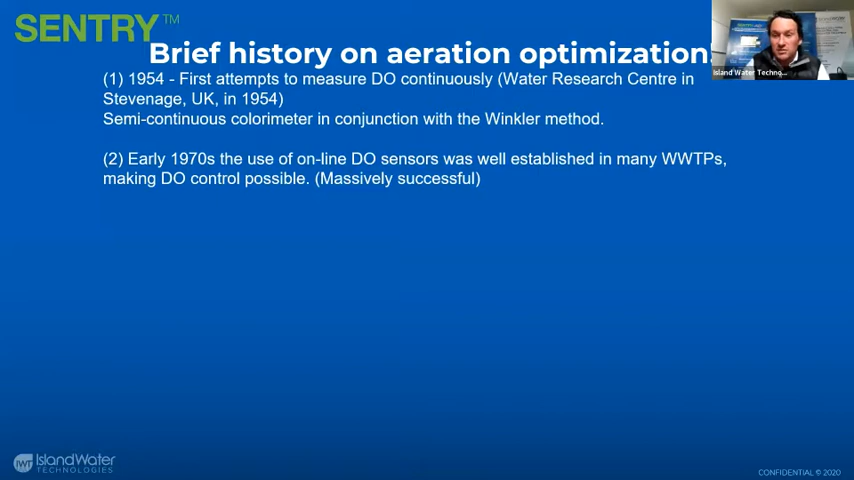 SENTRY™
Brief history on aeration optimization
(1) 1954 - First attempts to measure DO continuously (Water Research Centre in
Stevenage, UK, in 1954)
Semi-continuous colorimeter in conjunction with the Winkler method.
(2) Early 1970s the use of on-line DO sensors was well established in many WWTPs,
making DO control possible. (Massively successful)
Island Water Techno...
IWT IslandWater
TECHNOLOGIES
CONFIDENTIAL © 2020